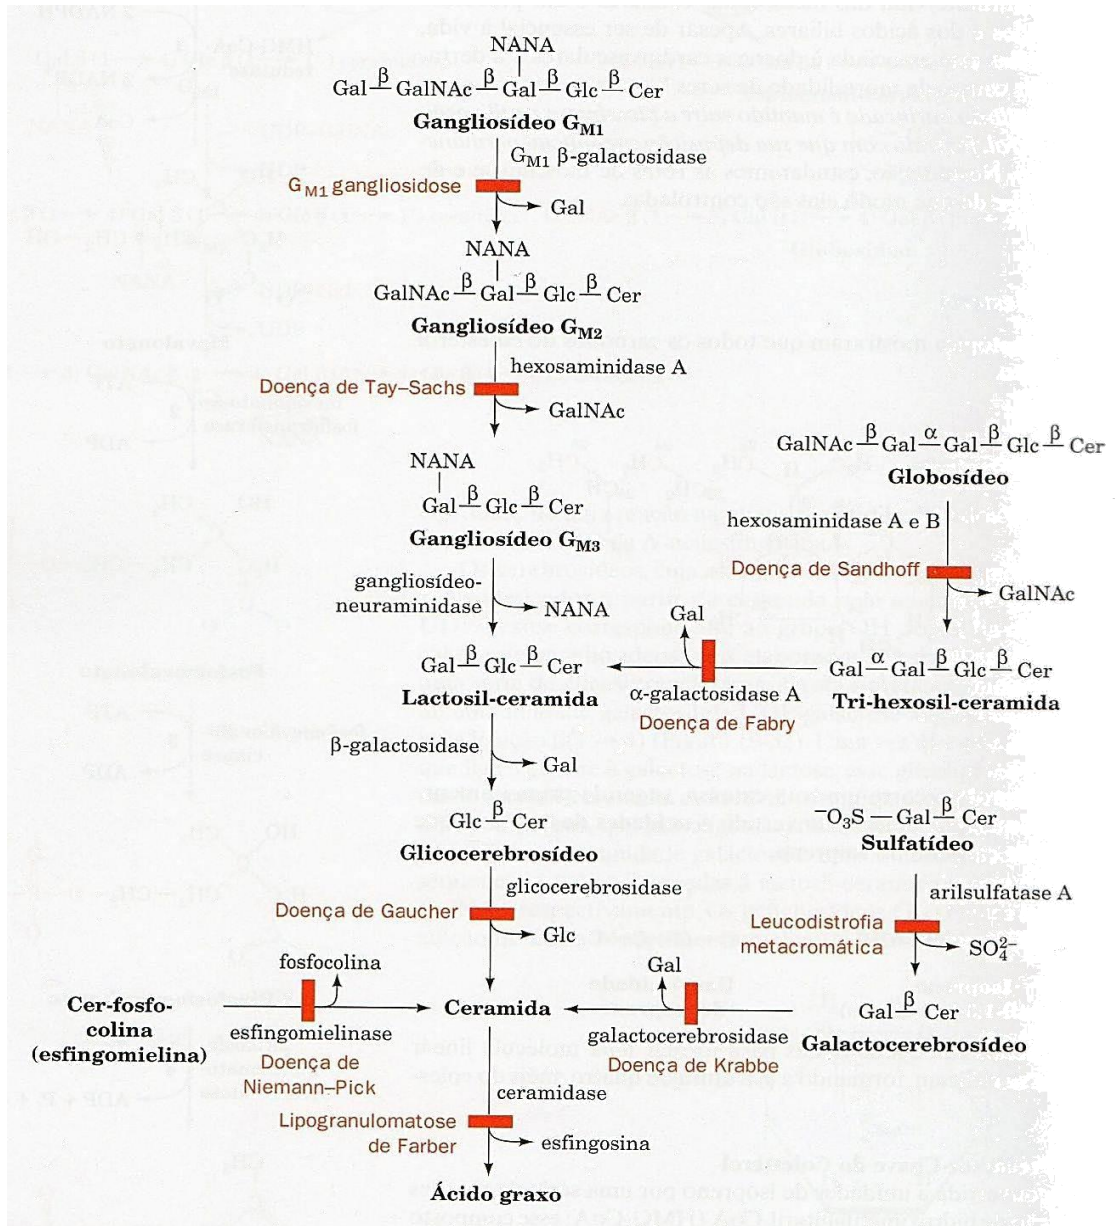 NANA
Gal β GalNAc β Gal β Glc β Cer
Gangliosídeo GM1
GM1 β-galactosidase
GM1 gangliosidose
Gal
NANA
GalNAc β Gal β Glc β Cer
Gangliosídeo GM2
hexosaminidase A
Doença de Tay–Sachs
GalNAc
NANA
Gal β Glc β Cer
Gangliosídeo GM3
gangliosídeo-
neuraminidase
NANA
GalNAc β Gal α Gal β Glc β Cer
Globosídeo
hexosaminidase A e B
Doença de Sandhoff
GalNAc
Gal
Gal β Glc β Cer
Lactosil-ceramida
α-galactosidase A
Doença de Fabry
Gal α Gal β Glc β Cer
Tri-hexosil-ceramida
β-galactosidase
Gal
Glc β Cer
Glicocerebrosídeo
⁻O3S — Gal β Cer
Sulfatídeo
glicocerebrosidase
Doença de Gaucher
Glc
arilsulfatase A
Leucodistrofia
metacromática
SO4²⁻
fosfocolina
Gal
Cer-fosfo-
colina
(esfingomielina)
esfingomielinase
Doença de
Niemann–Pick
Ceramida
galactocerebrosidase
Doença de Krabbe
Gal β Cer
Galactocerebrosídeo
ceramidase
Lipogranulomatose
de Farber
esfingosina
Ácido graxo